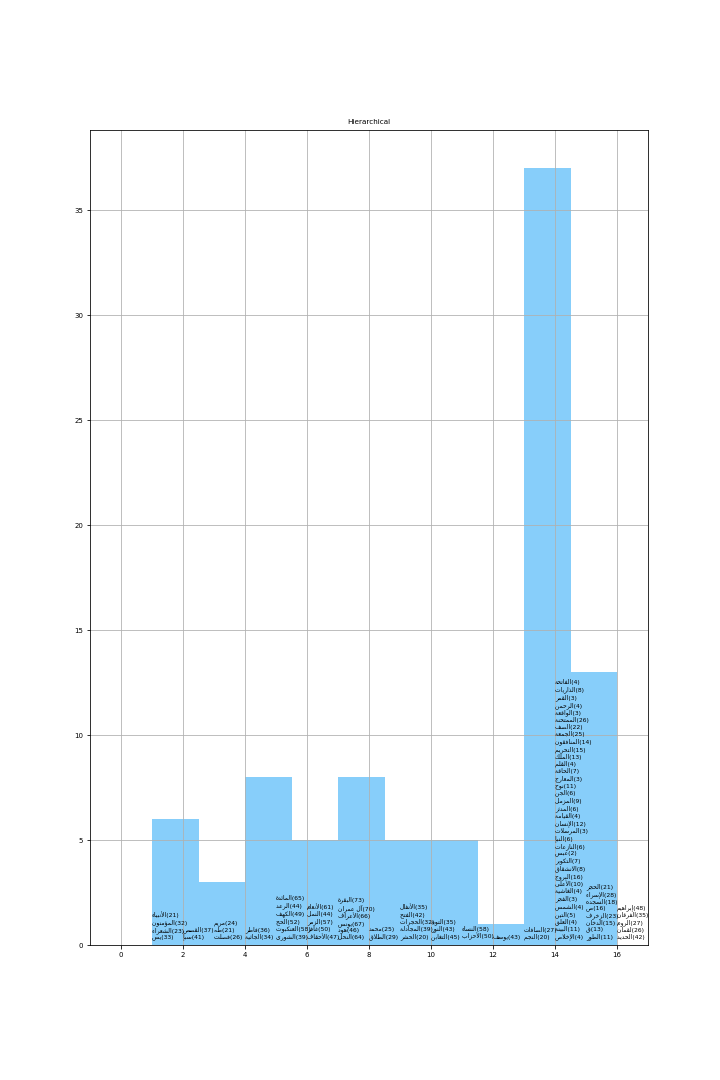 Hierarchical
35
30
25
20
15
10
5
0
الأنبياء(21)
المؤمنون(32)
الشعراء(23)
يس(33)
القصص(37)
سبأ(41)
مريم(24)
طه(21)
فصلت(26)
فاطر(36)
الجاثية(34)
المائدة(65)
الرعد(44)
الكهف(49)
الحج(52)
العنكبوت(58)
الشورى(39)
الأنعام(61)
النمل(44)
الزمر(57)
غافر(50)
الأحقاف(47)
البقرة(73)
آل عمران(70)
الأعراف(66)
يونس(67)
هود(46)
النحل(64)
محمد(25)
الطلاق(29)
الأنفال(35)
الفتح(42)
الحجرات(32)
المجادلة(39)
الحشر(20)
التوبة(35)
النور(43)
التغابن(45)
النساء(58)
الأحزاب(50)
يوسف(43)
الصافات(27)
النجم(20)
الفاتحة(4)
الذاريات(8)
القمر(3)
الرحمن(4)
الواقعة(3)
الممتحنة(26)
الصف(22)
الجمعة(25)
المنافقون(14)
التحريم(15)
الملك(13)
القلم(4)
الحاقة(7)
المعارج(3)
نوح(11)
الجن(6)
المزمل(9)
المدثر(6)
القيامة(4)
الإنسان(12)
المرسلات(3)
النبأ(6)
النازعات(6)
عبس(2)
التكوير(7)
الانشقاق(8)
البروج(16)
الأعلى(10)
الغاشية(4)
الفجر(3)
الشمس(4)
التين(5)
العلق(4)
البينة(11)
الإخلاص(4)
الحجر(21)
الإسراء(28)
السجدة(18)
ص(16)
الزخرف(23)
الدخان(15)
ق(13)
الطور(11)
إبراهيم(48)
الفرقان(35)
الروم(27)
لقمان(26)
الحديد(42)
0 2 4 6 8 10 12 14 16